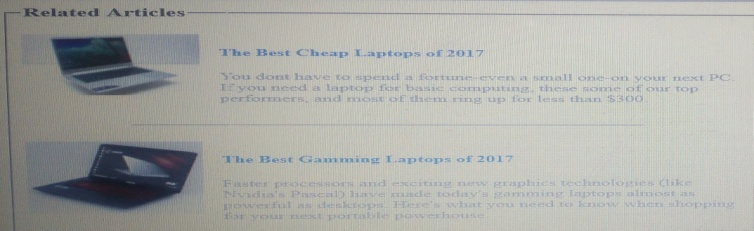 Related Articles
The Best Cheap Laptops of 2017
You dont have to spend a fortune-even a small one-on your next PC.
If you need a laptop for basic computing, these some of our top
performers, and most of them ring up for less than $300.
The Best Gamming Laptops of 2017
Faster processors and exciting new graphics technologies (like
Nvidia's Pascal) have made today's gamming laptops almost as
powerful as desktops. Here's what you need to know when shopping
for your next portable powerhouse.